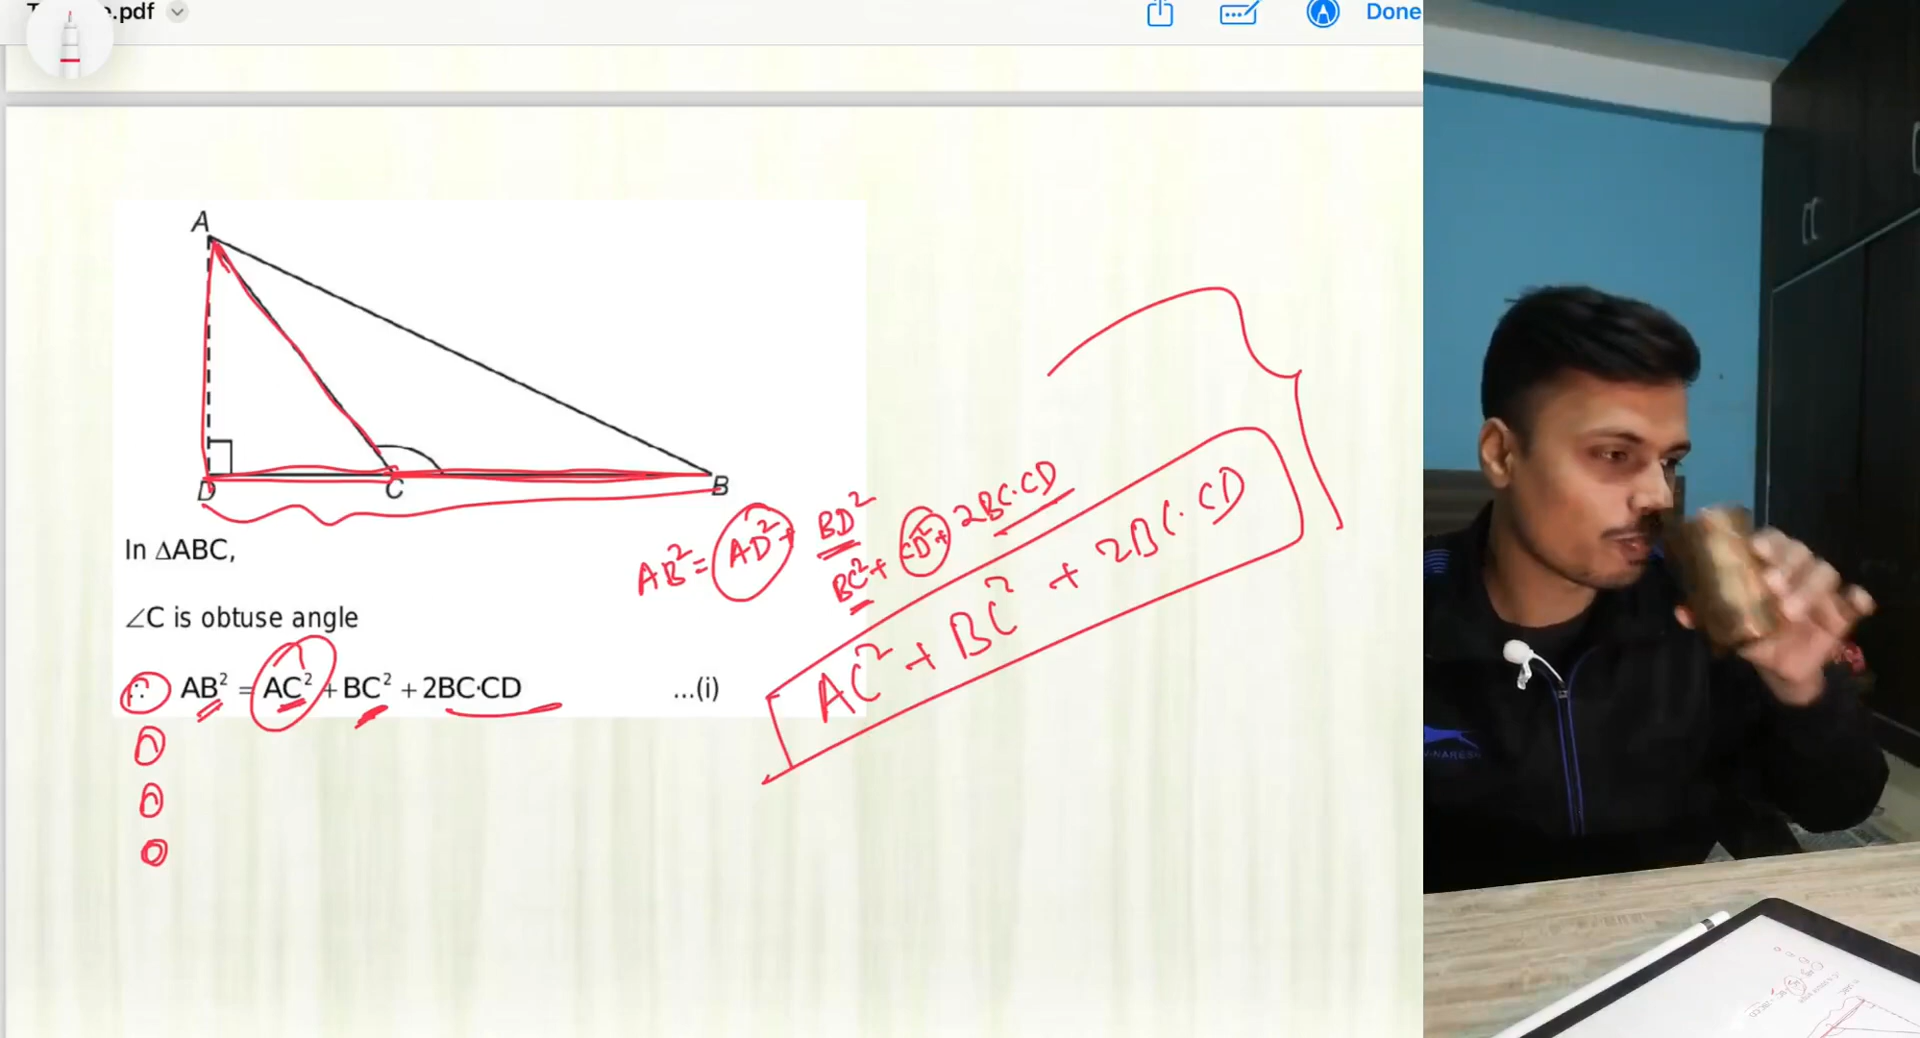 .pdf
Done
A
D
C
B
In ΔABC,
∠C is obtuse angle
∴ AB² = AC² + BC² + 2BC·CD ...(i)
AB² = AD² + BD²
BC² + CD² + 2BC·CD
AC² + BC² + 2BC·CD